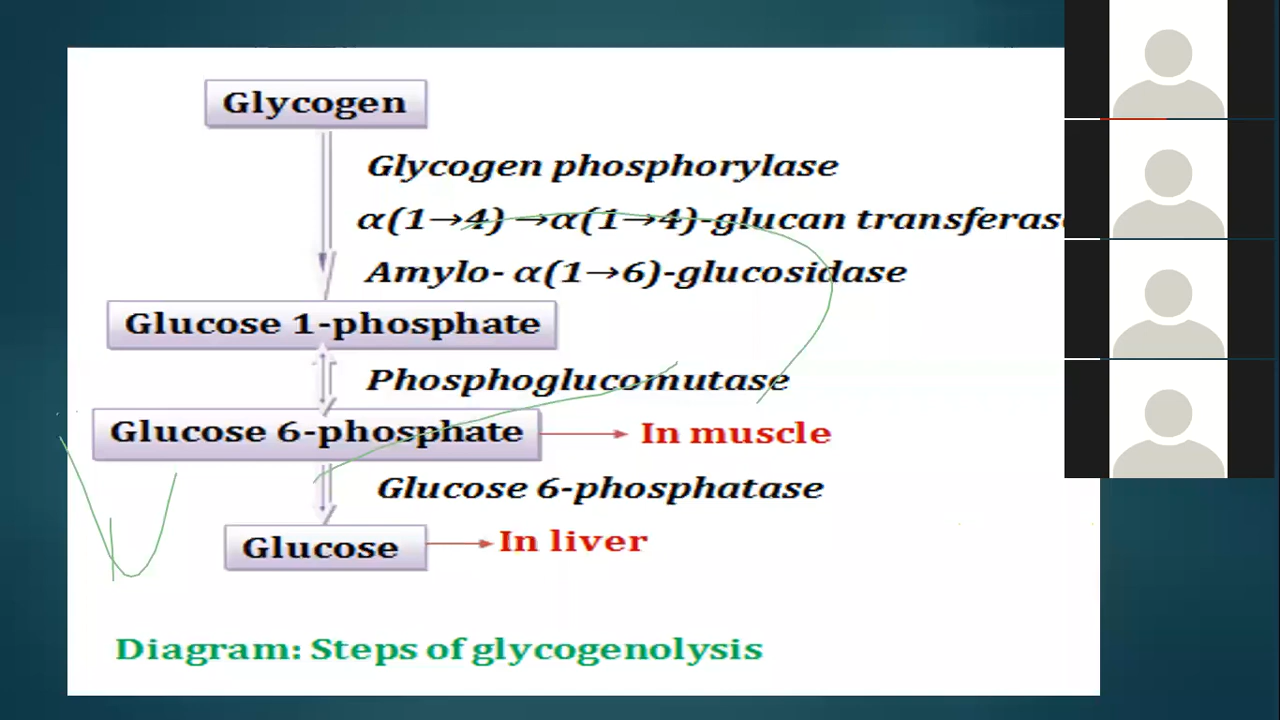 Glycogen
Glycogen phosphorylase
α(1→4) →α(1→4)-glucan transferas
Amylo- α(1→6)-glucosidase
Glucose 1-phosphate
Phosphoglucomutase
Glucose 6-phosphate
In muscle
Glucose 6-phosphatase
Glucose
In liver
Diagram: Steps of glycogenolysis